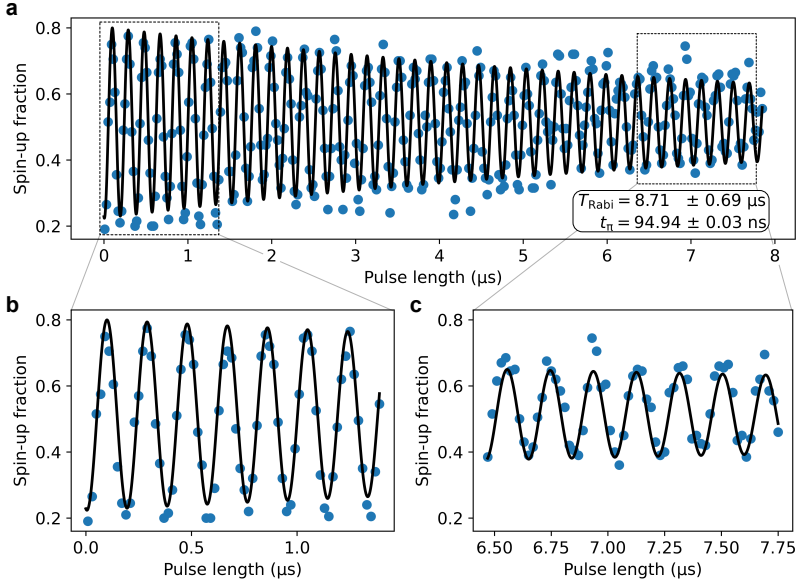 a
0.8
0.6
0.4
0.2
Spin-up fraction
0 1 2 3 4 5 6 7 8
Pulse length (µs)
T_Rabi = 8.71 ± 0.69 µs
t_π = 94.94 ± 0.03 ns
b
0.8
0.6
0.4
0.2
Spin-up fraction
0.0 0.5 1.0
Pulse length (µs)
c
0.8
0.6
0.4
0.2
Spin-up fraction
6.50 6.75 7.00 7.25 7.50 7.75
Pulse length (µs)